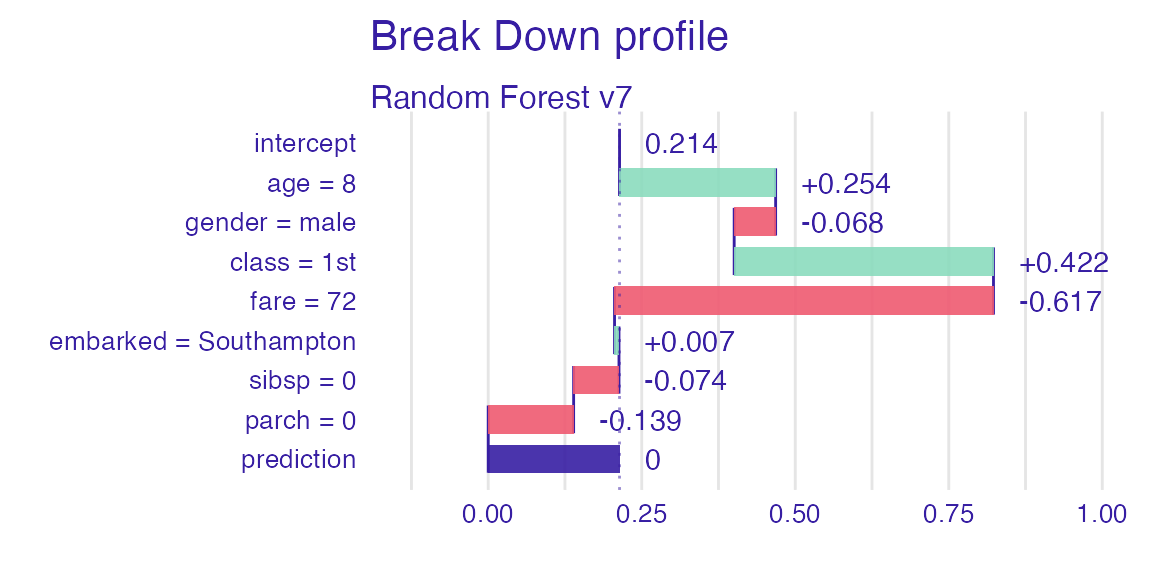 Break Down profile
Random Forest v7
intercept 0.214
age = 8 +0.254
gender = male -0.068
class = 1st +0.422
fare = 72 -0.617
embarked = Southampton +0.007
sibsp = 0 -0.074
parch = 0 -0.139
prediction 0
0.00 0.25 0.50 0.75 1.00